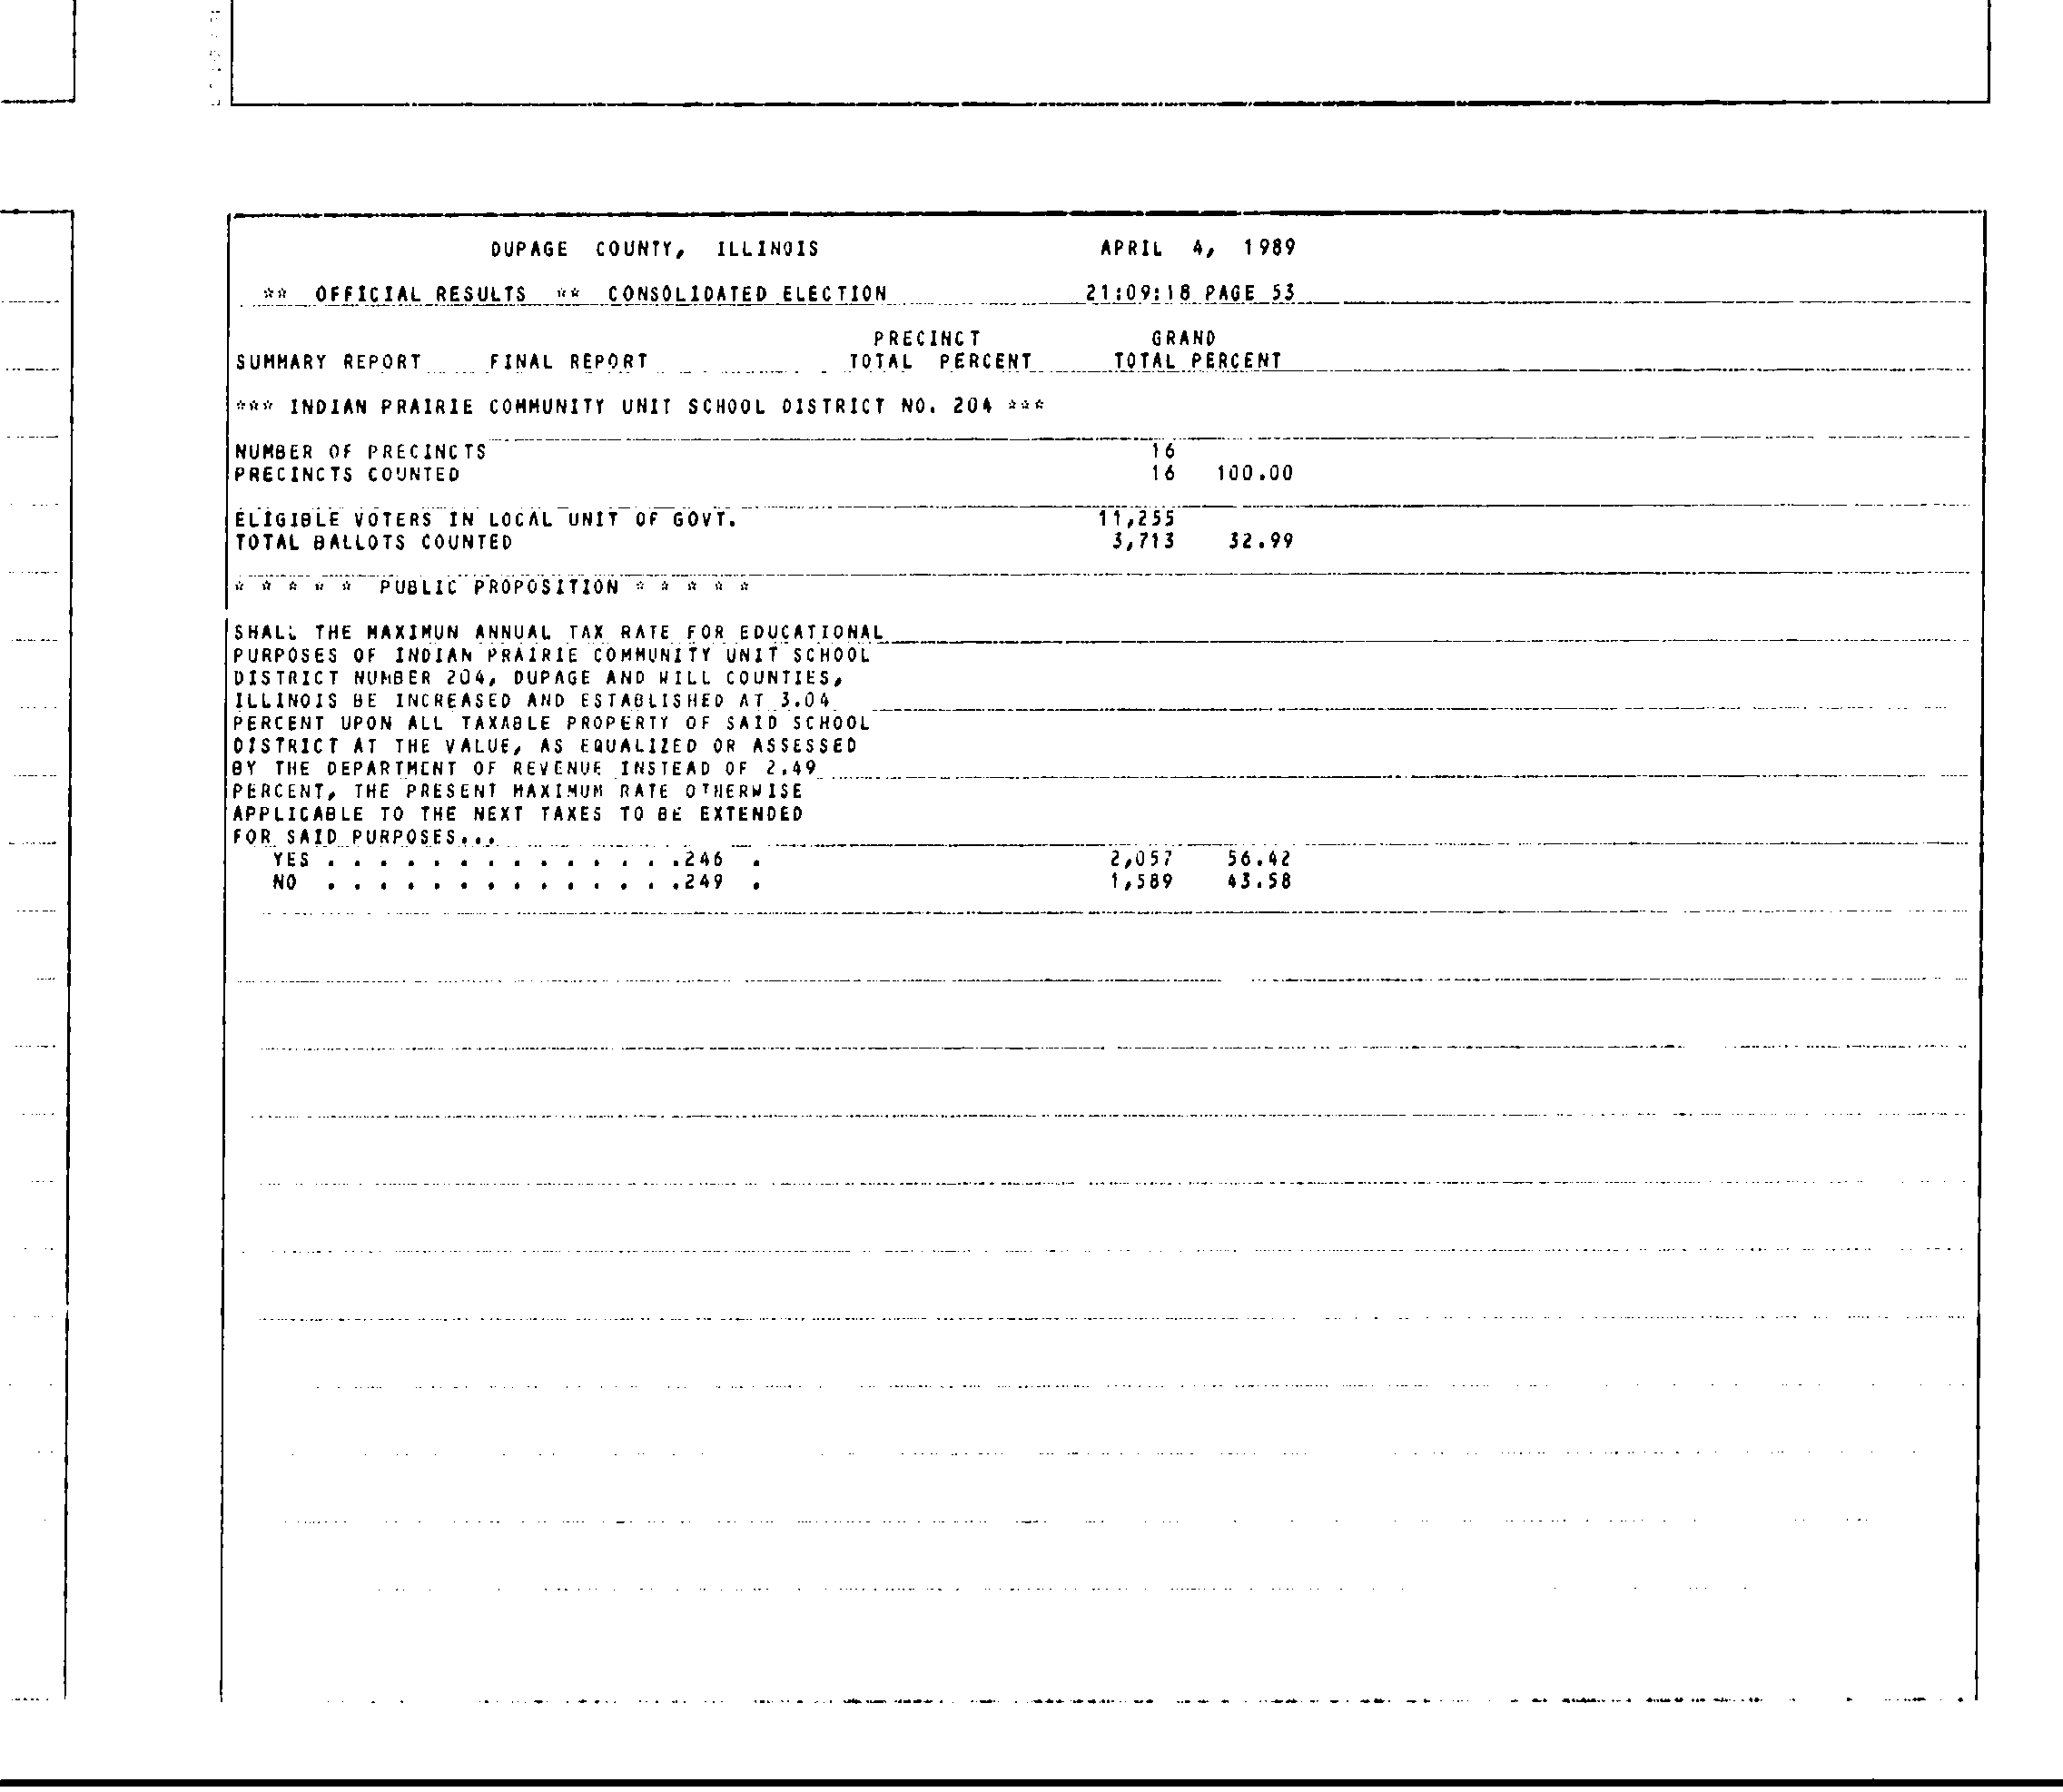 DUPAGE COUNTY, ILLINOIS APRIL 4, 1989
** OFFICIAL RESULTS ** CONSOLIDATED ELECTION 21:09:18 PAGE 53
PRECINCT GRAND
SUMMARY REPORT FINAL REPORT TOTAL PERCENT TOTAL PERCENT
*** INDIAN PRAIRIE COMMUNITY UNIT SCHOOL DISTRICT NO. 204 ***
NUMBER OF PRECINCTS 16
PRECINCTS COUNTED 16 100.00
ELIGIBLE VOTERS IN LOCAL UNIT OF GOVT. 11,255
TOTAL BALLOTS COUNTED 3,713 32.99
* * * * * PUBLIC PROPOSITION * * * * *
SHALL THE MAXIMUN ANNUAL TAX RATE FOR EDUCATIONAL
PURPOSES OF INDIAN PRAIRIE COMMUNITY UNIT SCHOOL
DISTRICT NUMBER 204, DUPAGE AND WILL COUNTIES,
ILLINOIS BE INCREASED AND ESTABLISHED AT 3.04
PERCENT UPON ALL TAXABLE PROPERTY OF SAID SCHOOL
DISTRICT AT THE VALUE, AS EQUALIZED OR ASSESSED
BY THE DEPARTMENT OF REVENUE INSTEAD OF 2.49
PERCENT, THE PRESENT MAXIMUM RATE OTHERWISE
APPLICABLE TO THE NEXT TAXES TO BE EXTENDED
FOR SAID PURPOSES...
YES . . . . . . . . . . . . . .246 . 2,057 56.42
NO . . . . . . . . . . . . . .249 . 1,589 43.58